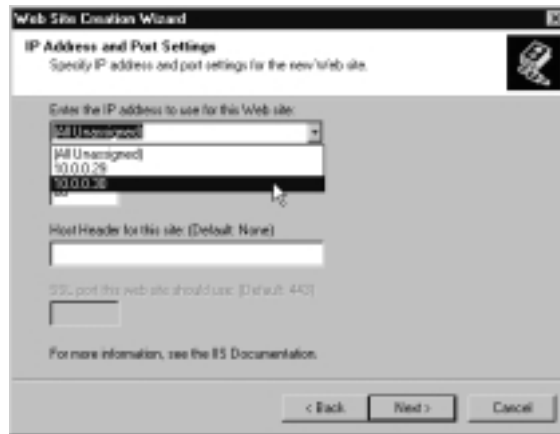 Web Site Creation Wizard
IP Address and Port Settings
Specify IP address and port settings for the new Web site.
Enter the IP address to use for this Web site:
(All Unassigned)
(All Unassigned)
10.0.0.29
10.0.0.30
Host Header for this site: (Default: None)
SSL port this web site should use: (Default: 443)
For more information, see the IIS Documentation.
< Back
Next >
Cancel